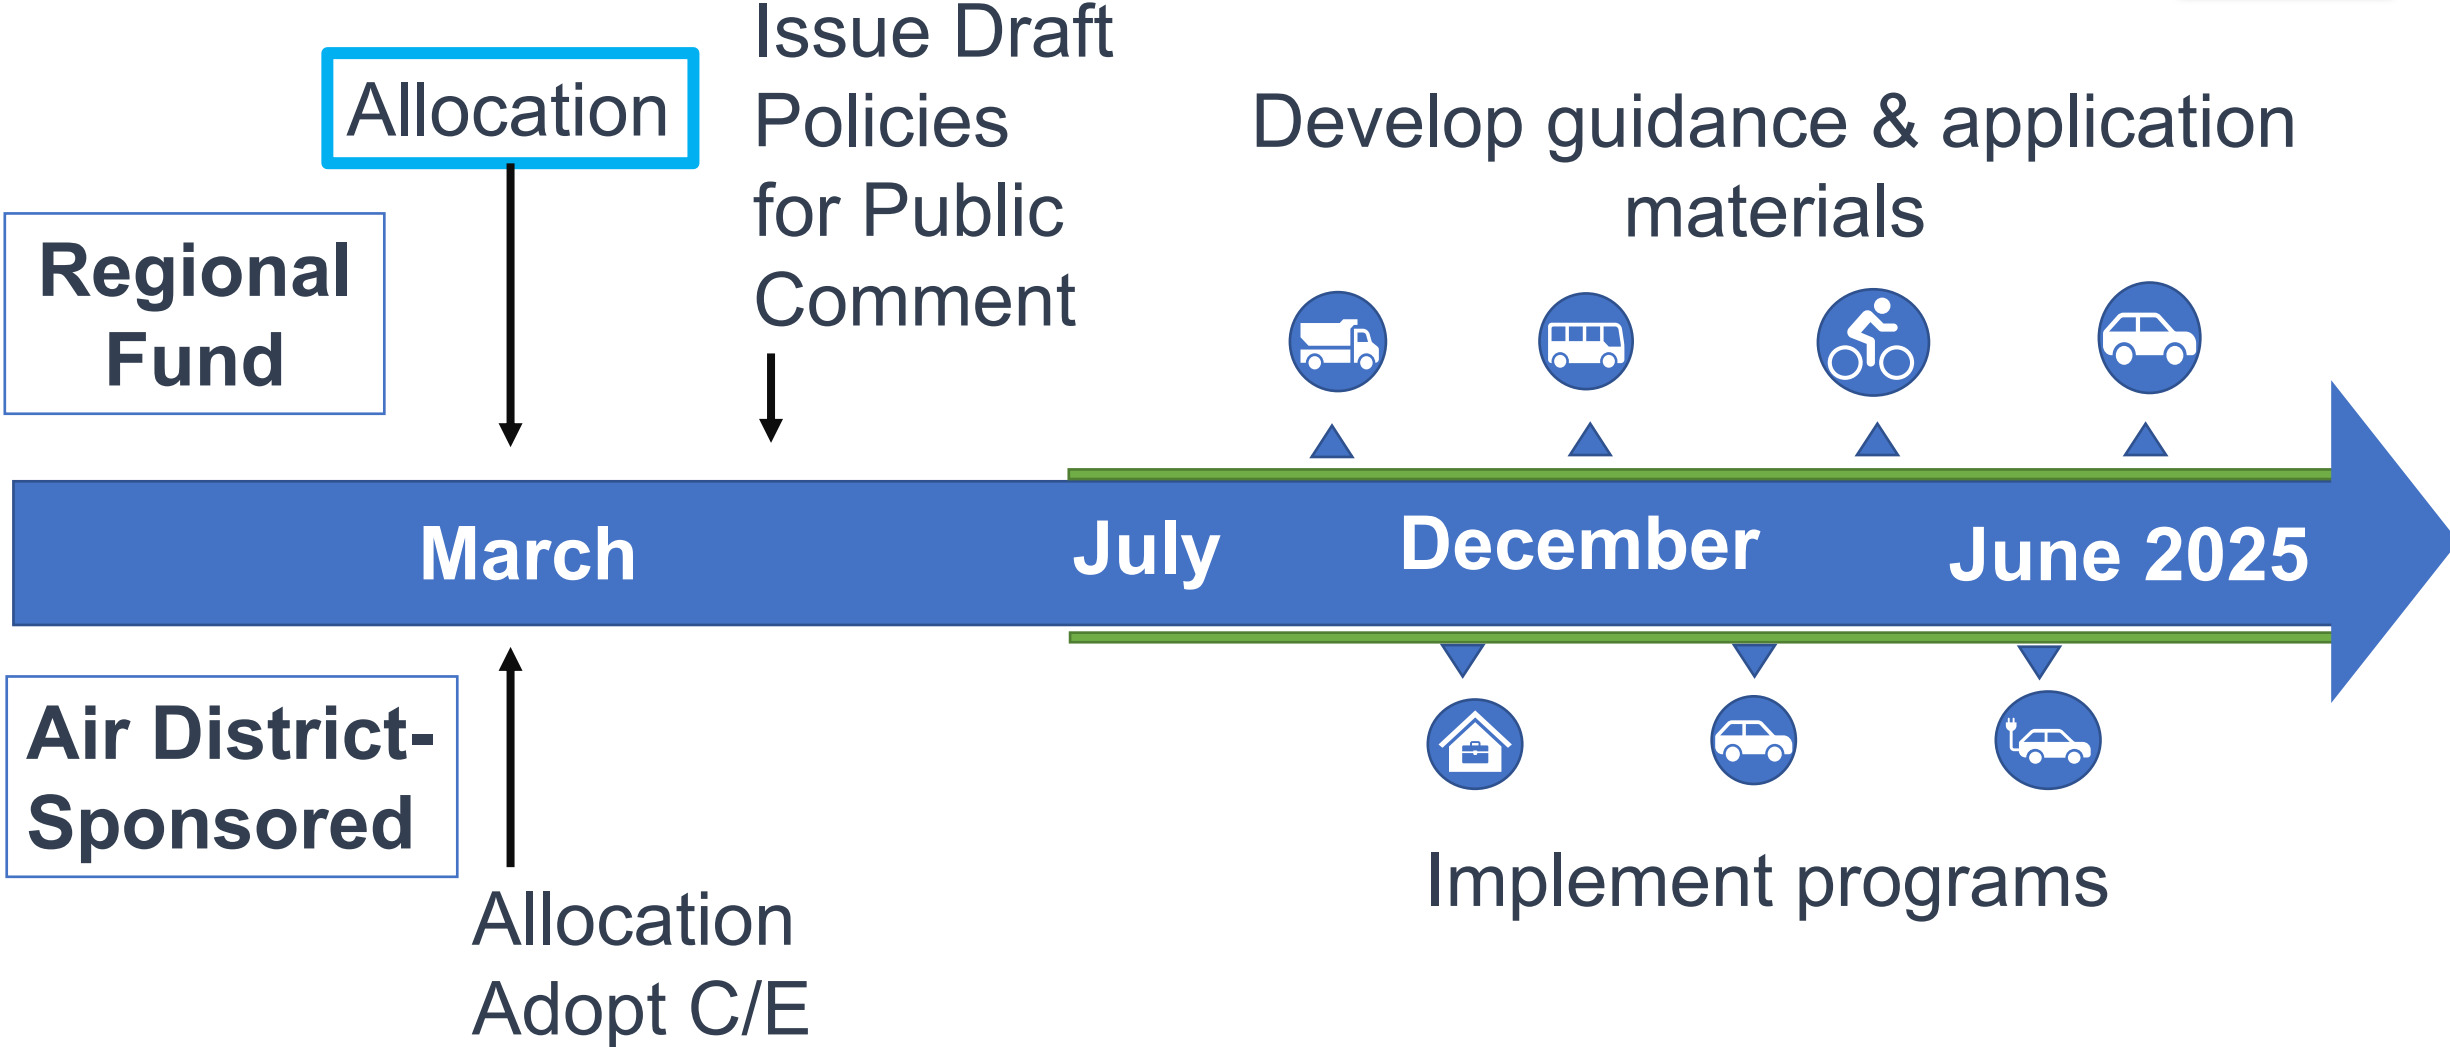 Issue Draft
Policies
for Public
Comment
Allocation
Develop guidance & application
materials
Regional
Fund
March
July
December
June 2025
Air District-
Sponsored
Allocation
Adopt C/E
Implement programs